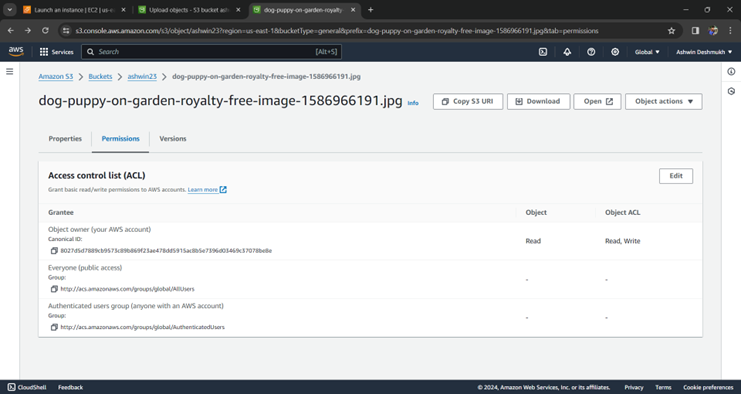 Launch an instance | EC2 | us-e
Upload objects - S3 bucket ash
dog-puppy-on-garden-royalty-
s3.console.aws.amazon.com/s3/object/ashwin23?region=us-east-1&bucketType=general&prefix=dog-puppy-on-garden-royalty-free-image-1586966191.jpg&tab=permissions
aws
Services
Search
[Alt+S]
Global
Ashwin Deshmukh
Amazon S3 > Buckets > ashwin23 > dog-puppy-on-garden-royalty-free-image-1586966191.jpg
dog-puppy-on-garden-royalty-free-image-1586966191.jpg Info
Copy S3 URI
Download
Open
Object actions
Properties
Permissions
Versions
Access control list (ACL)
Edit
Grant basic read/write permissions to AWS accounts. Learn more
Grantee Object Object ACL
Object owner (your AWS account)
Canonical ID:
Read Read, Write
Everyone (public access)
Group:
http://acs.amazonaws.com/groups/global/AllUsers
- -
Authenticated users group (anyone with an AWS account)
Group:
http://acs.amazonaws.com/groups/global/AuthenticatedUsers
- -
CloudShell Feedback
© 2024, Amazon Web Services, Inc. or its affiliates. Privacy Terms Cookie preferences